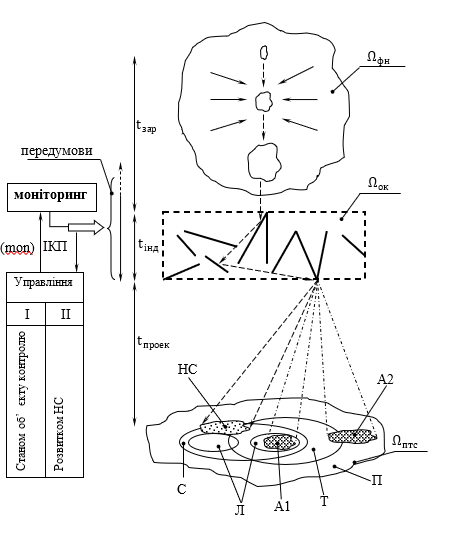 Ωфн
tзар
передумови
моніторинг
Ωок
(mon)
ІКП
tінд
Управління
I
II
Станом об’єкту контролю
Розвитком НС
tпроек
НС
А2
Ωптс
С
Л
А1
Т
П